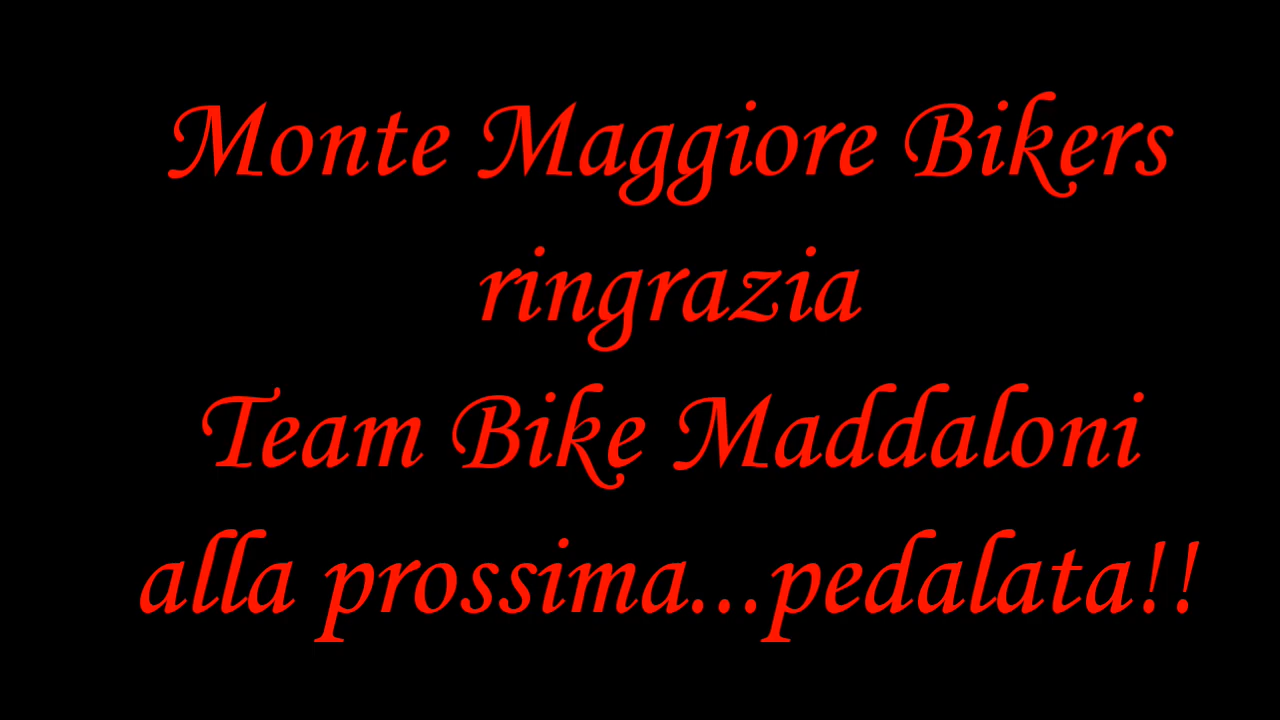 Monte Maggiore Bikers
ringrazia
Team Bike Maddaloni
alla prossima...pedalata!!